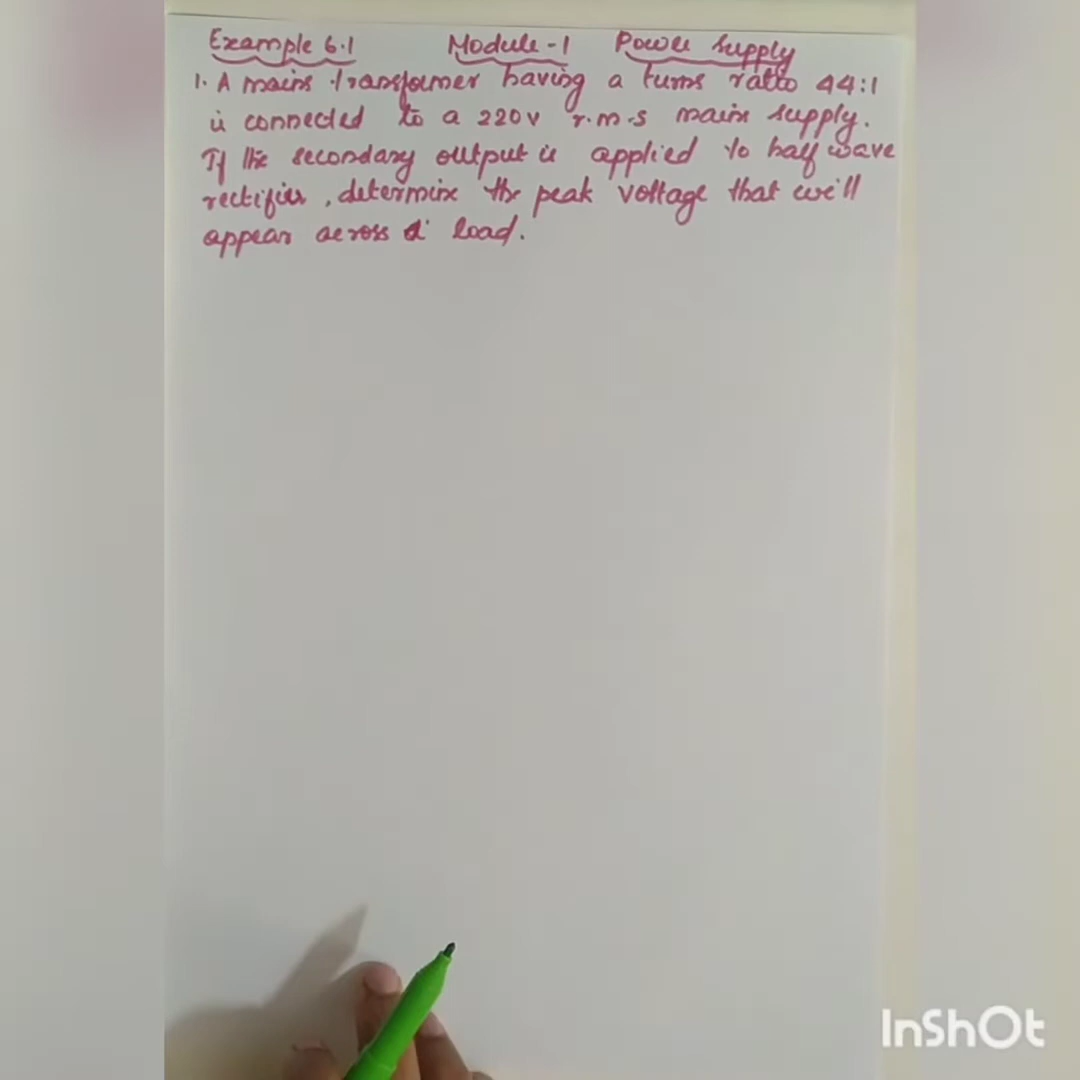 Example 6.1 Module-1 Power Supply
1. A mains transformer having a turns ratio 44:1
is connected to a 220V r.m.s mains supply.
If the secondary output is applied to half wave
rectifier, determine the peak voltage that will
appear across a load.
InShOt